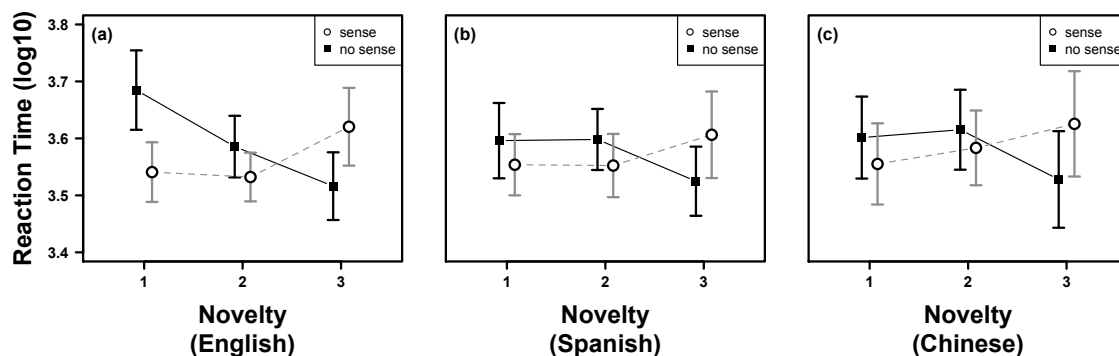 Reaction Time (log10)
3.8
3.7
3.6
3.5
3.4
(a)
sense
no sense
1 2 3
Novelty
(English)
(b)
sense
no sense
1 2 3
Novelty
(Spanish)
(c)
sense
no sense
1 2 3
Novelty
(Chinese)